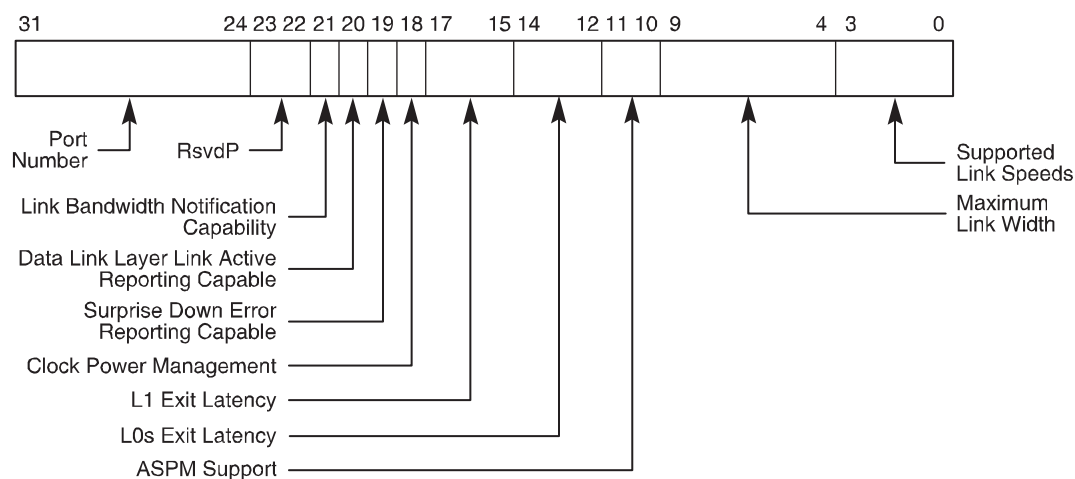 31 24 23 22 21 20 19 18 17 15 14 12 11 10 9 4 3 0
Port
Number
RsvdP
Supported
Link Speeds
Link Bandwidth Notification
Capability
Maximum
Link Width
Data Link Layer Link Active
Reporting Capable
Surprise Down Error
Reporting Capable
Clock Power Management
L1 Exit Latency
L0s Exit Latency
ASPM Support